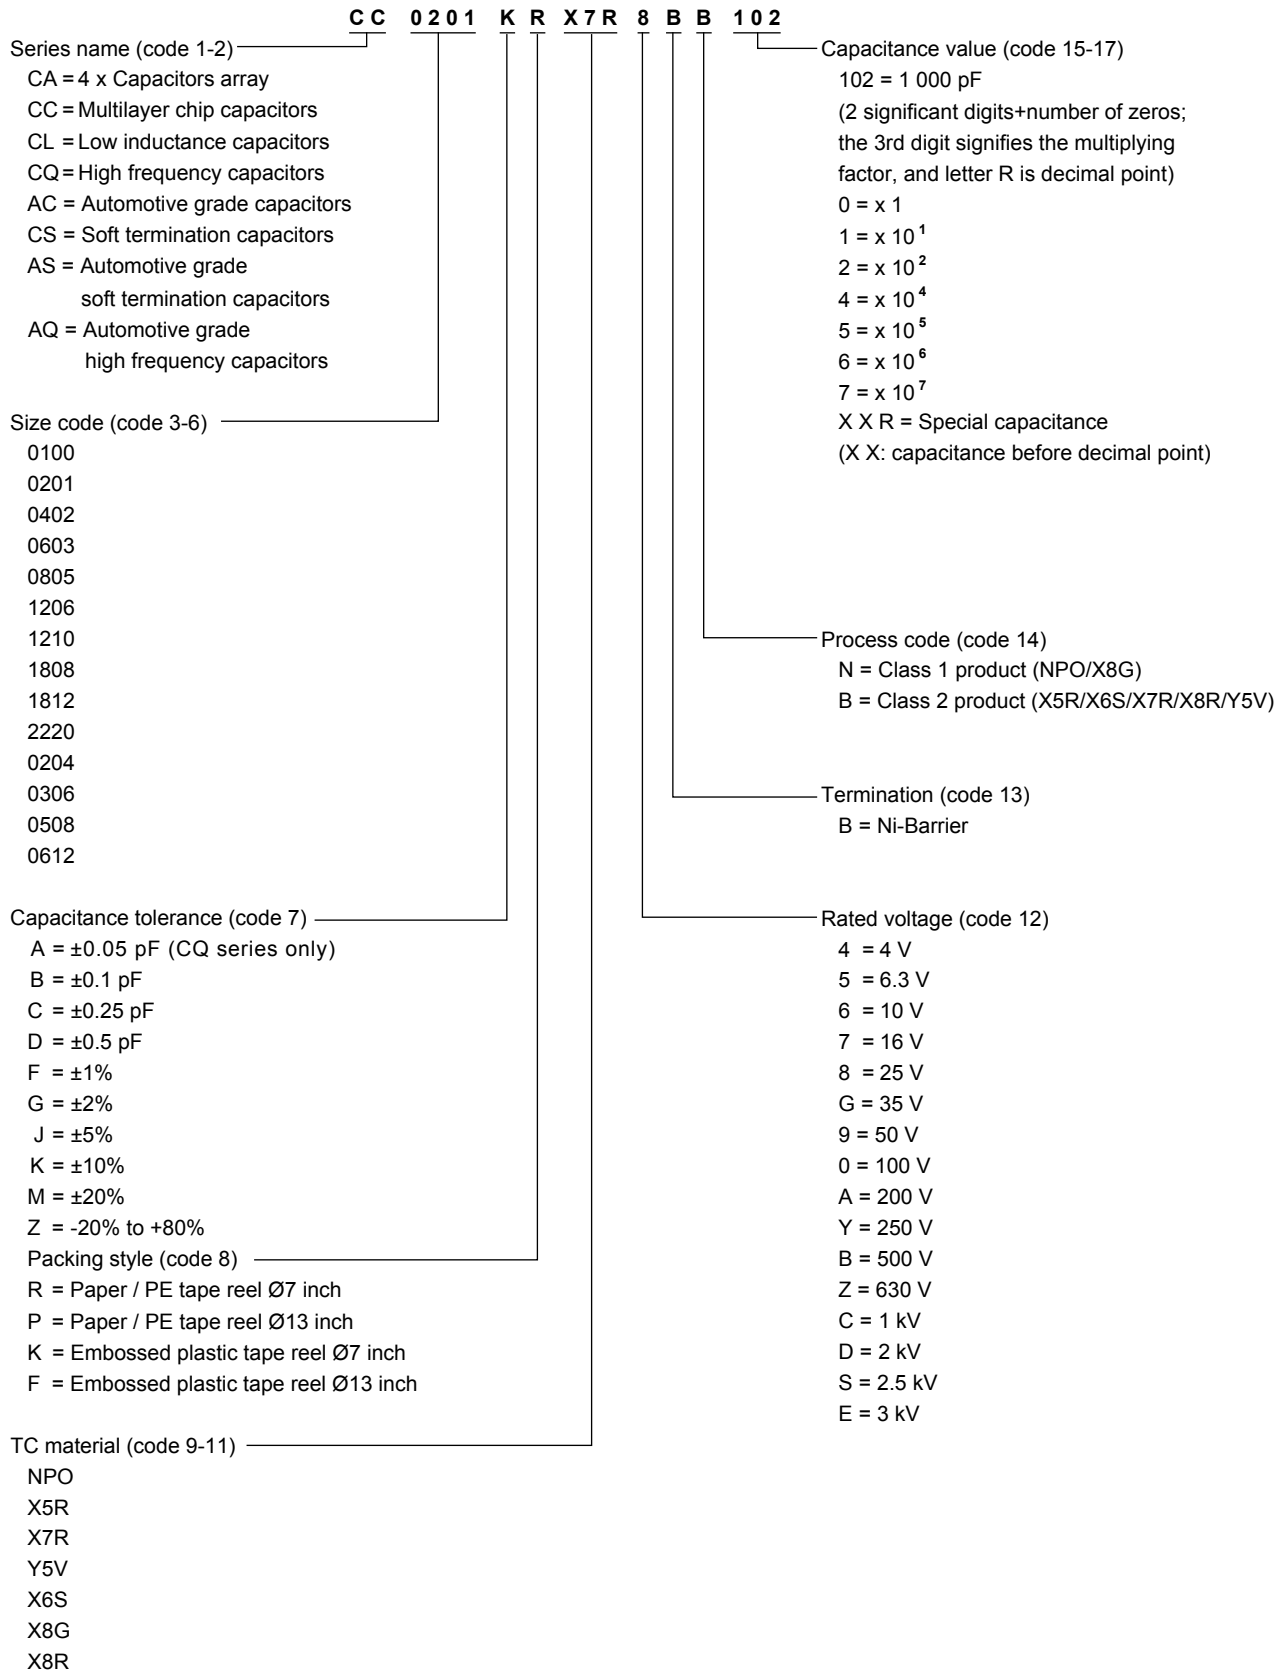 CC 0201 K R X7R 8 B B 102
Series name (code 1-2)
CA = 4 x Capacitors array
CC = Multilayer chip capacitors
CL = Low inductance capacitors
CQ = High frequency capacitors
AC = Automotive grade capacitors
CS = Soft termination capacitors
AS = Automotive grade
soft termination capacitors
AQ = Automotive grade
high frequency capacitors
Size code (code 3-6)
0100
0201
0402
0603
0805
1206
1210
1808
1812
2220
0204
0306
0508
0612
Capacitance tolerance (code 7)
A = ±0.05 pF (CQ series only)
B = ±0.1 pF
C = ±0.25 pF
D = ±0.5 pF
F = ±1%
G = ±2%
J = ±5%
K = ±10%
M = ±20%
Z = -20% to +80%
Packing style (code 8)
R = Paper / PE tape reel Ø7 inch
P = Paper / PE tape reel Ø13 inch
K = Embossed plastic tape reel Ø7 inch
F = Embossed plastic tape reel Ø13 inch
TC material (code 9-11)
NPO
X5R
X7R
Y5V
X6S
X8G
X8R
Capacitance value (code 15-17)
102 = 1 000 pF
(2 significant digits+number of zeros;
the 3rd digit signifies the multiplying
factor, and letter R is decimal point)
0 = x 1
1 = x 10¹
2 = x 10²
4 = x 10⁴
5 = x 10⁵
6 = x 10⁶
7 = x 10⁷
X X R = Special capacitance
(X X: capacitance before decimal point)
Process code (code 14)
N = Class 1 product (NPO/X8G)
B = Class 2 product (X5R/X6S/X7R/X8R/Y5V)
Termination (code 13)
B = Ni-Barrier
Rated voltage (code 12)
4 = 4 V
5 = 6.3 V
6 = 10 V
7 = 16 V
8 = 25 V
G = 35 V
9 = 50 V
0 = 100 V
A = 200 V
Y = 250 V
B = 500 V
Z = 630 V
C = 1 kV
D = 2 kV
S = 2.5 kV
E = 3 kV